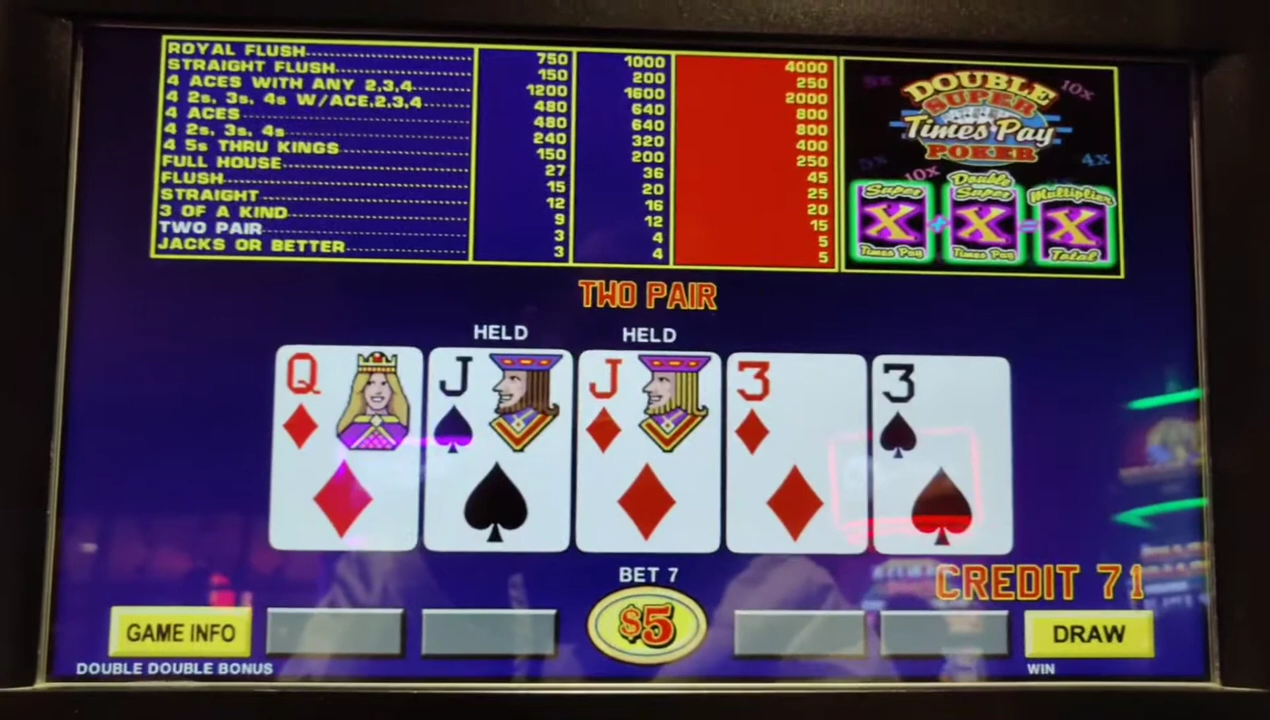 ROYAL FLUSH 750 1000 4000
STRAIGHT FLUSH 150 200 250
4 ACES WITH ANY 2,3,4 1200 1600 2000
4 2s, 3s, 4s W/ACE,2,3,4 480 640 800
4 ACES 480 640 800
4 2s, 3s, 4s 240 320 400
4 5s THRU KINGS 150 200 250
FULL HOUSE 27 36 45
FLUSH 15 20 25
STRAIGHT 12 16 20
3 OF A KIND 9 12 15
TWO PAIR 3 4 5
JACKS OR BETTER 3 4 5
10x
DOUBLE
SUPER
Times Pay
POKER
5x
4x
10x
Super
X
Times Pay
+
Double
Super
X
Times Pay
=
Multiplier
X
Total
TWO PAIR
HELD HELD
Q J J 3 3
BET 7
CREDIT 71
GAME INFO
$5
DRAW
DOUBLE DOUBLE BONUS
WIN